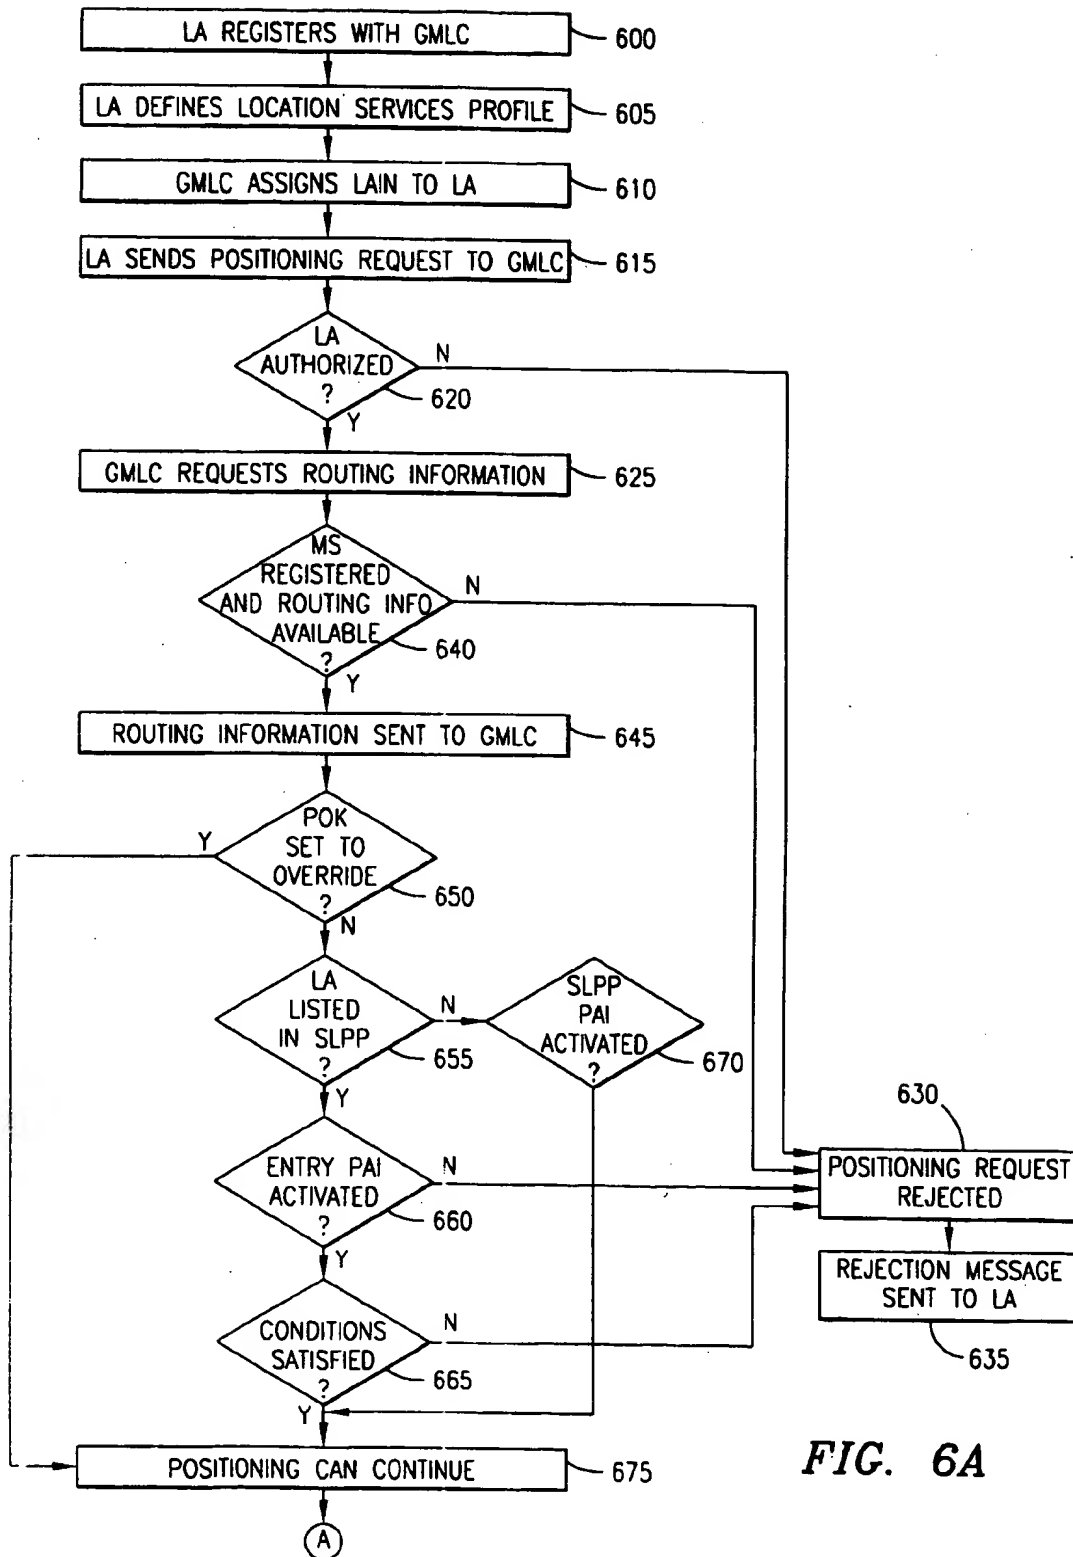 LA REGISTERS WITH GMLC
600
LA DEFINES LOCATION SERVICES PROFILE
605
GMLC ASSIGNS LAIN TO LA
610
LA SENDS POSITIONING REQUEST TO GMLC
615
LA
AUTHORIZED
?
N
620
Y
GMLC REQUESTS ROUTING INFORMATION
625
MS
REGISTERED
AND ROUTING INFO
AVAILABLE
?
N
640
Y
ROUTING INFORMATION SENT TO GMLC
645
POK
SET TO
OVERRIDE
?
Y
650
N
LA
LISTED
IN SLPP
?
N
655
Y
SLPP
PAI
ACTIVATED
?
670
ENTRY PAI
ACTIVATED
?
N
660
Y
630
POSITIONING REQUEST
REJECTED
REJECTION MESSAGE
SENT TO LA
635
CONDITIONS
SATISFIED
?
N
665
Y
POSITIONING CAN CONTINUE
675
A
FIG. 6A